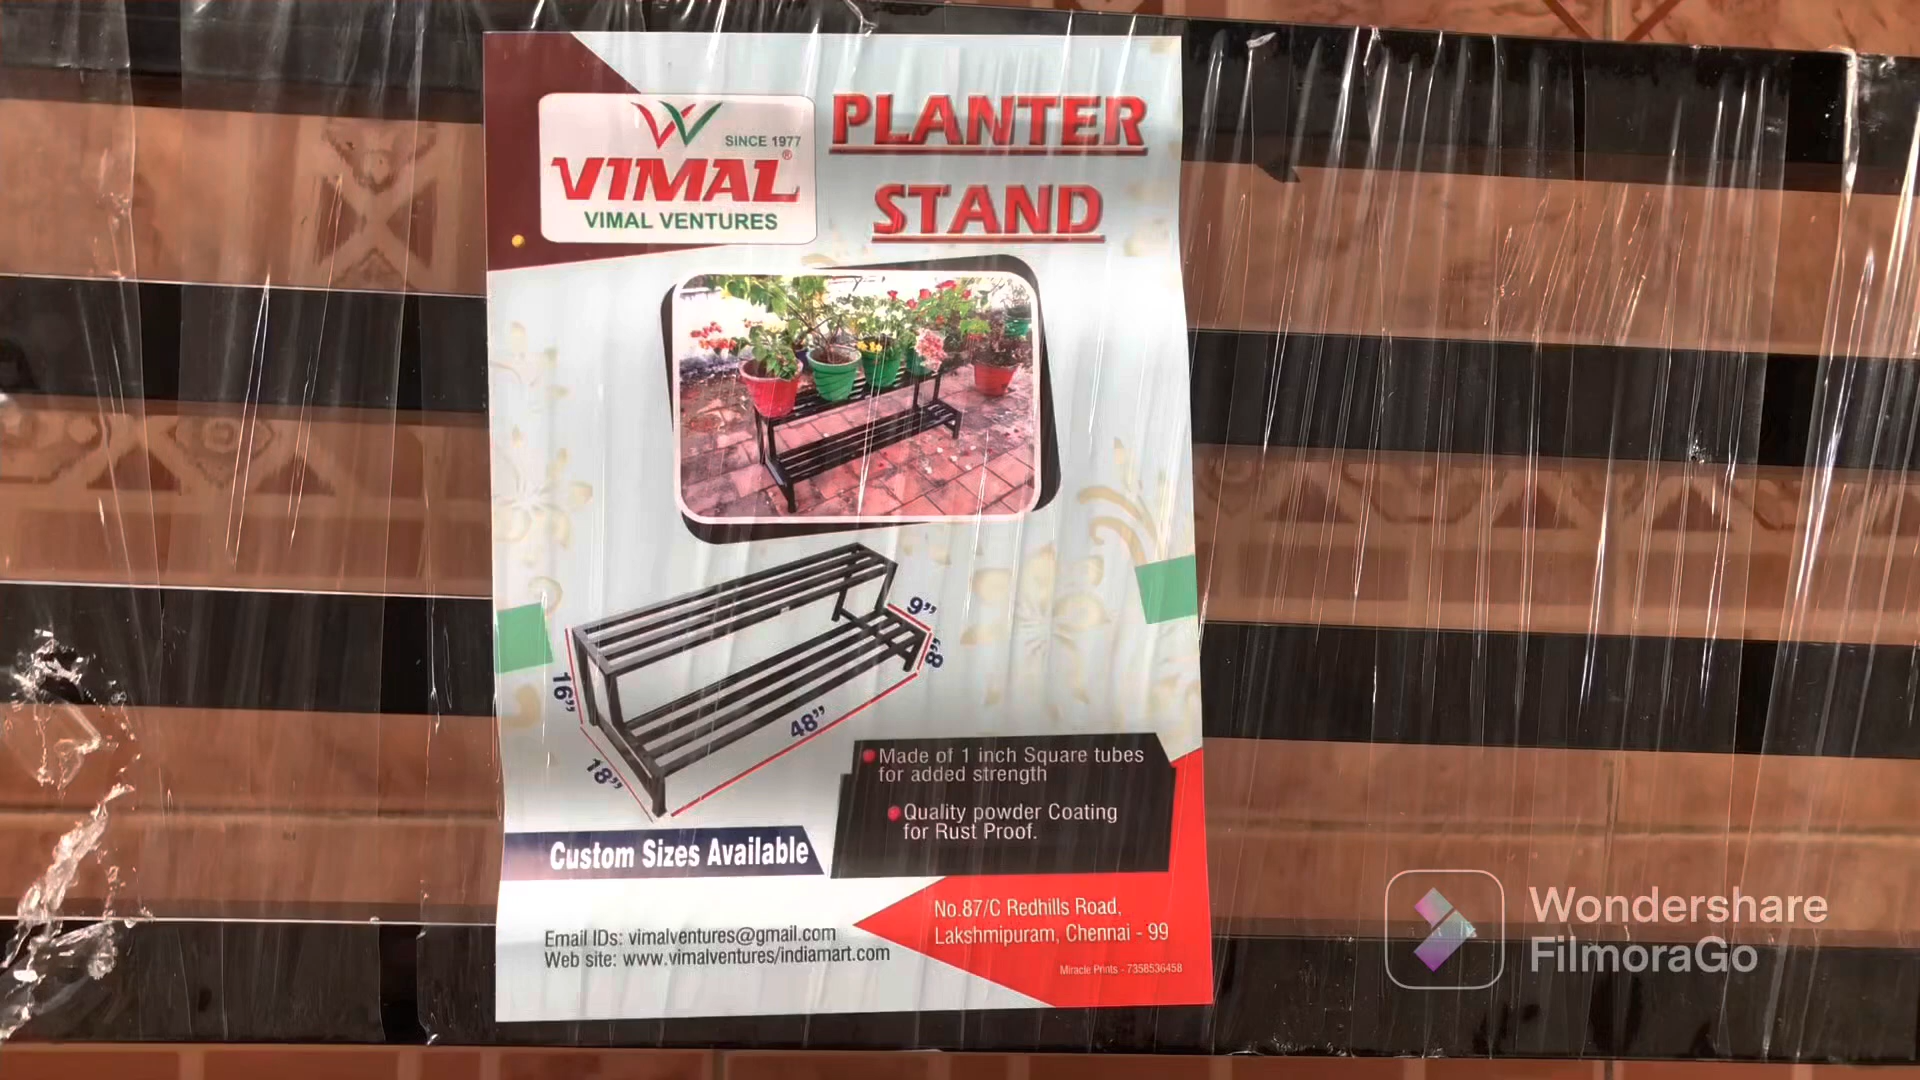 SINCE 1977
VIMAL®
VIMAL VENTURES
PLANTER
STAND
9”
8”
16”
48”
18”
Made of 1 inch Square tubes
for added strength
Quality powder Coating
for Rust Proof.
Custom Sizes Available
Email IDs: vimalventures@gmail.com
Web site: www.vimalventures/indiamart.com
No.87/C Redhills Road,
Lakshmipuram, Chennai - 99
Miracle Prints - 7358536458
Wondershare
FilmoraGo